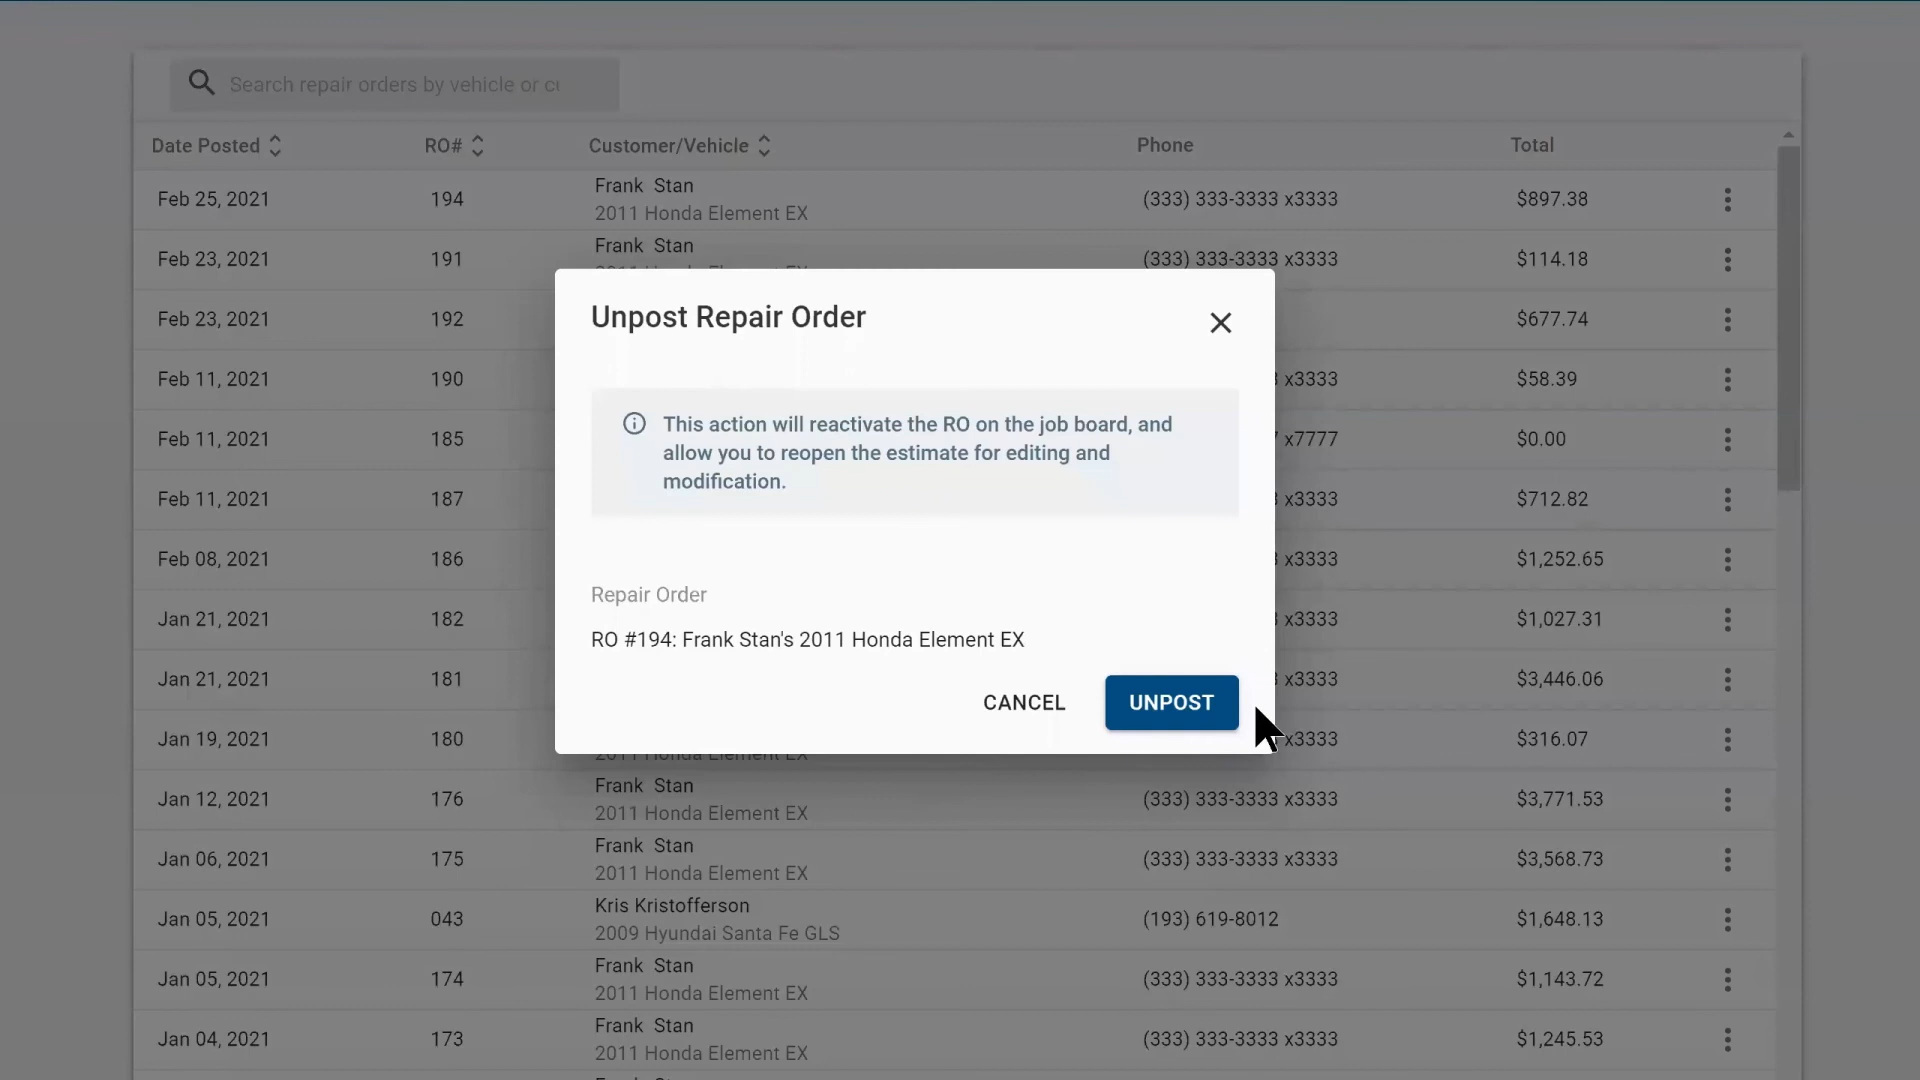 Search repair orders by vehicle or cu
Date Posted RO# Customer/Vehicle Phone Total
Feb 25, 2021 194 Frank Stan (333) 333-3333 x3333 $897.38
2011 Honda Element EX
Feb 23, 2021 191 Frank Stan (333) 333-3333 x3333 $114.18
Feb 23, 2021 192 $677.74
Feb 11, 2021 190 x3333 $58.39
Feb 11, 2021 185 x7777 $0.00
Feb 11, 2021 187 x3333 $712.82
Feb 08, 2021 186 x3333 $1,252.65
Jan 21, 2021 182 x3333 $1,027.31
Jan 21, 2021 181 x3333 $3,446.06
Jan 19, 2021 180 x3333 $316.07
Unpost Repair Order
This action will reactivate the RO on the job board, and
allow you to reopen the estimate for editing and
modification.
Repair Order
RO #194: Frank Stan's 2011 Honda Element EX
CANCEL UNPOST
Jan 12, 2021 176 Frank Stan (333) 333-3333 x3333 $3,771.53
2011 Honda Element EX
Jan 06, 2021 175 Frank Stan (333) 333-3333 x3333 $3,568.73
2011 Honda Element EX
Jan 05, 2021 043 Kris Kristofferson (193) 619-8012 $1,648.13
2009 Hyundai Santa Fe GLS
Jan 05, 2021 174 Frank Stan (333) 333-3333 x3333 $1,143.72
2011 Honda Element EX
Jan 04, 2021 173 Frank Stan (333) 333-3333 x3333 $1,245.53
2011 Honda Element EX